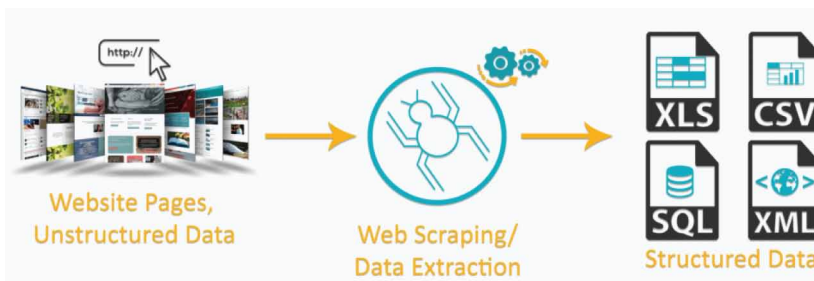 http://
XLS CSV
SQL XML
Website Pages,
Unstructured Data
Web Scraping/
Data Extraction
Structured Data